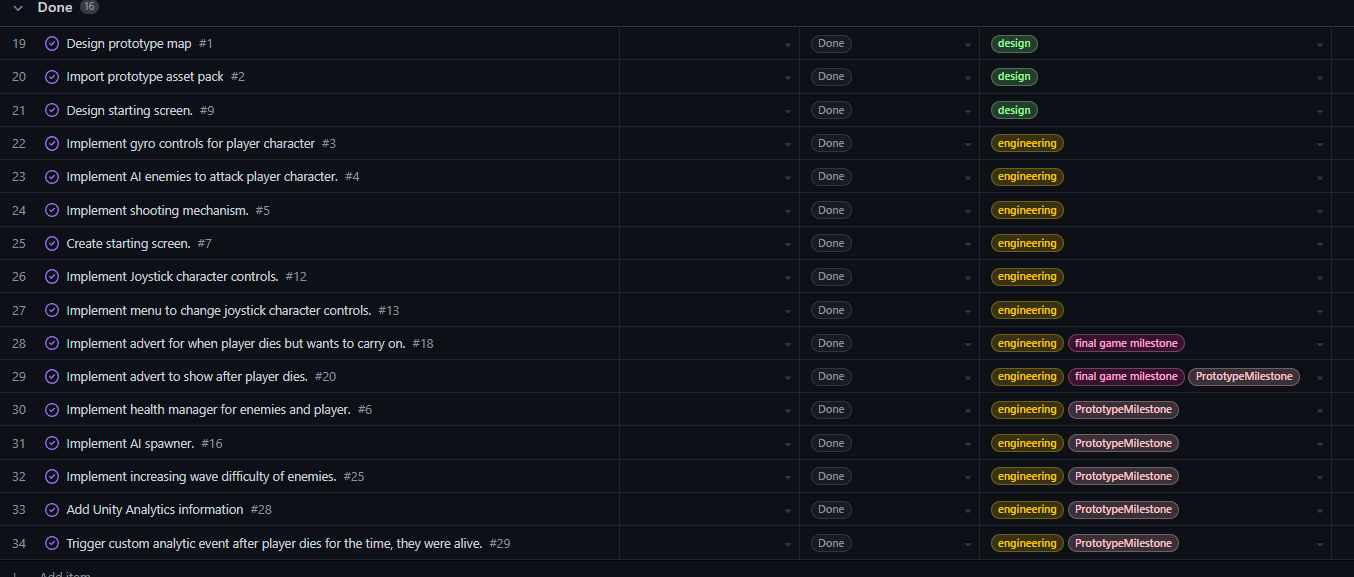 Done 16
19 Design prototype map #1 Done design
20 Import prototype asset pack #2 Done design
21 Design starting screen. #9 Done design
22 Implement gyro controls for player character #3 Done engineering
23 Implement AI enemies to attack player character. #4 Done engineering
24 Implement shooting mechanism. #5 Done engineering
25 Create starting screen. #7 Done engineering
26 Implement Joystick character controls. #12 Done engineering
27 Implement menu to change joystick character controls. #13 Done engineering
28 Implement advert for when player dies but wants to carry on. #18 Done engineering final game milestone
29 Implement advert to show after player dies. #20 Done engineering final game milestone PrototypeMilestone
30 Implement health manager for enemies and player. #6 Done engineering PrototypeMilestone
31 Implement AI spawner. #16 Done engineering PrototypeMilestone
32 Implement increasing wave difficulty of enemies. #25 Done engineering PrototypeMilestone
33 Add Unity Analytics information #28 Done engineering PrototypeMilestone
34 Trigger custom analytic event after player dies for the time, they were alive. #29 Done engineering PrototypeMilestone
Add item